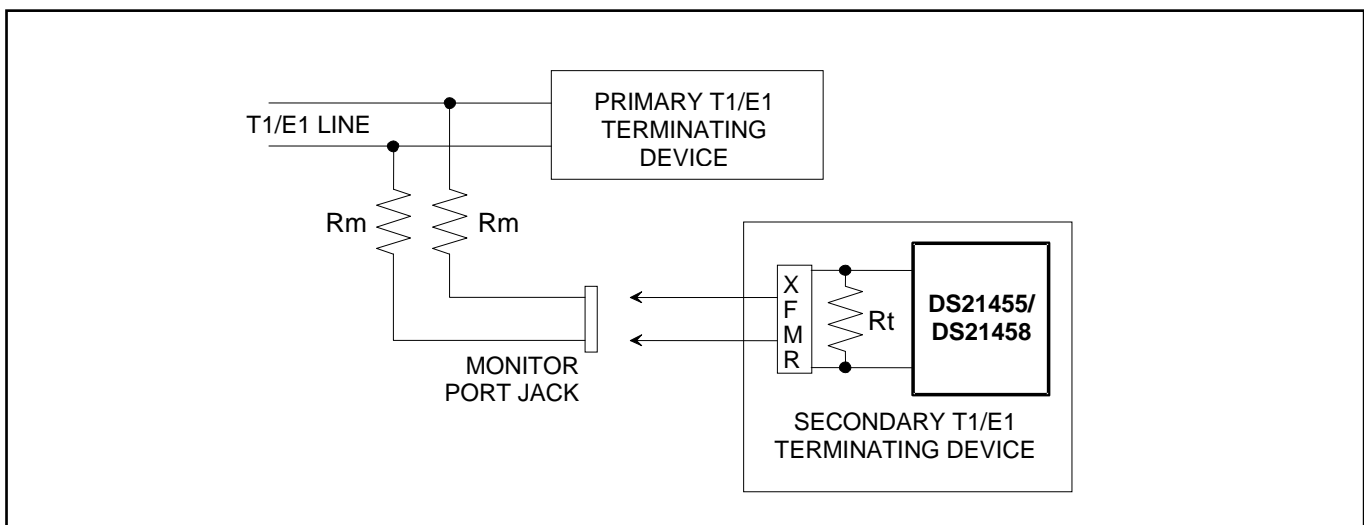 PRIMARY T1/E1
TERMINATING
DEVICE
T1/E1 LINE
Rm
Rm
MONITOR
PORT JACK
X
F
M
R
Rt
DS21455/
DS21458
SECONDARY T1/E1
TERMINATING DEVICE